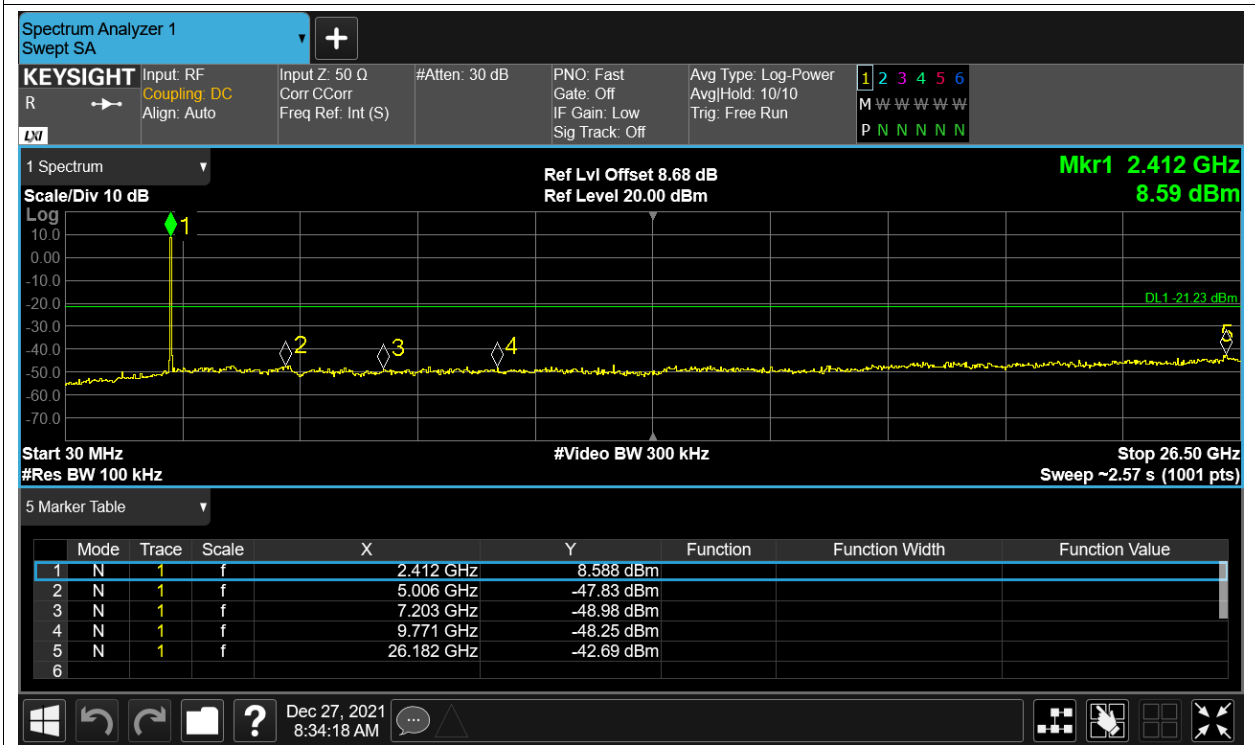 Spectrum Analyzer 1
Swept SA
KEYSIGHT Input: RF Input Z: 50 Ω #Atten: 30 dB PNO: Fast Avg Type: Log-Power 1 2 3 4 5 6
R Coupling: DC Corr CCorr Gate: Off Avg|Hold: 10/10 M W W W W W
Align: Auto Freq Ref: Int (S) IF Gain: Low Trig: Free Run
LXI Sig Track: Off P N N N N N
1 Spectrum Ref Lvl Offset 8.68 dB Mkr1 2.412 GHz
Scale/Div 10 dB Ref Level 20.00 dBm 8.59 dBm
Log
1
10.0
0.00
-10.0
-20.0 DL1 -21.23 dBm
-30.0
-40.0 2 3 4 5
-50.0
-60.0
-70.0
Start 30 MHz #Video BW 300 kHz Stop 26.50 GHz
#Res BW 100 kHz Sweep ~2.57 s (1001 pts)
5 Marker Table
Mode Trace Scale X Y Function Function Width Function Value
1 N 1 f 2.412 GHz 8.588 dBm
2 N 1 f 5.006 GHz -47.83 dBm
3 N 1 f 7.203 GHz -48.98 dBm
4 N 1 f 9.771 GHz -48.25 dBm
5 N 1 f 26.182 GHz -42.69 dBm
6
? Dec 27, 2021
8:34:18 AM